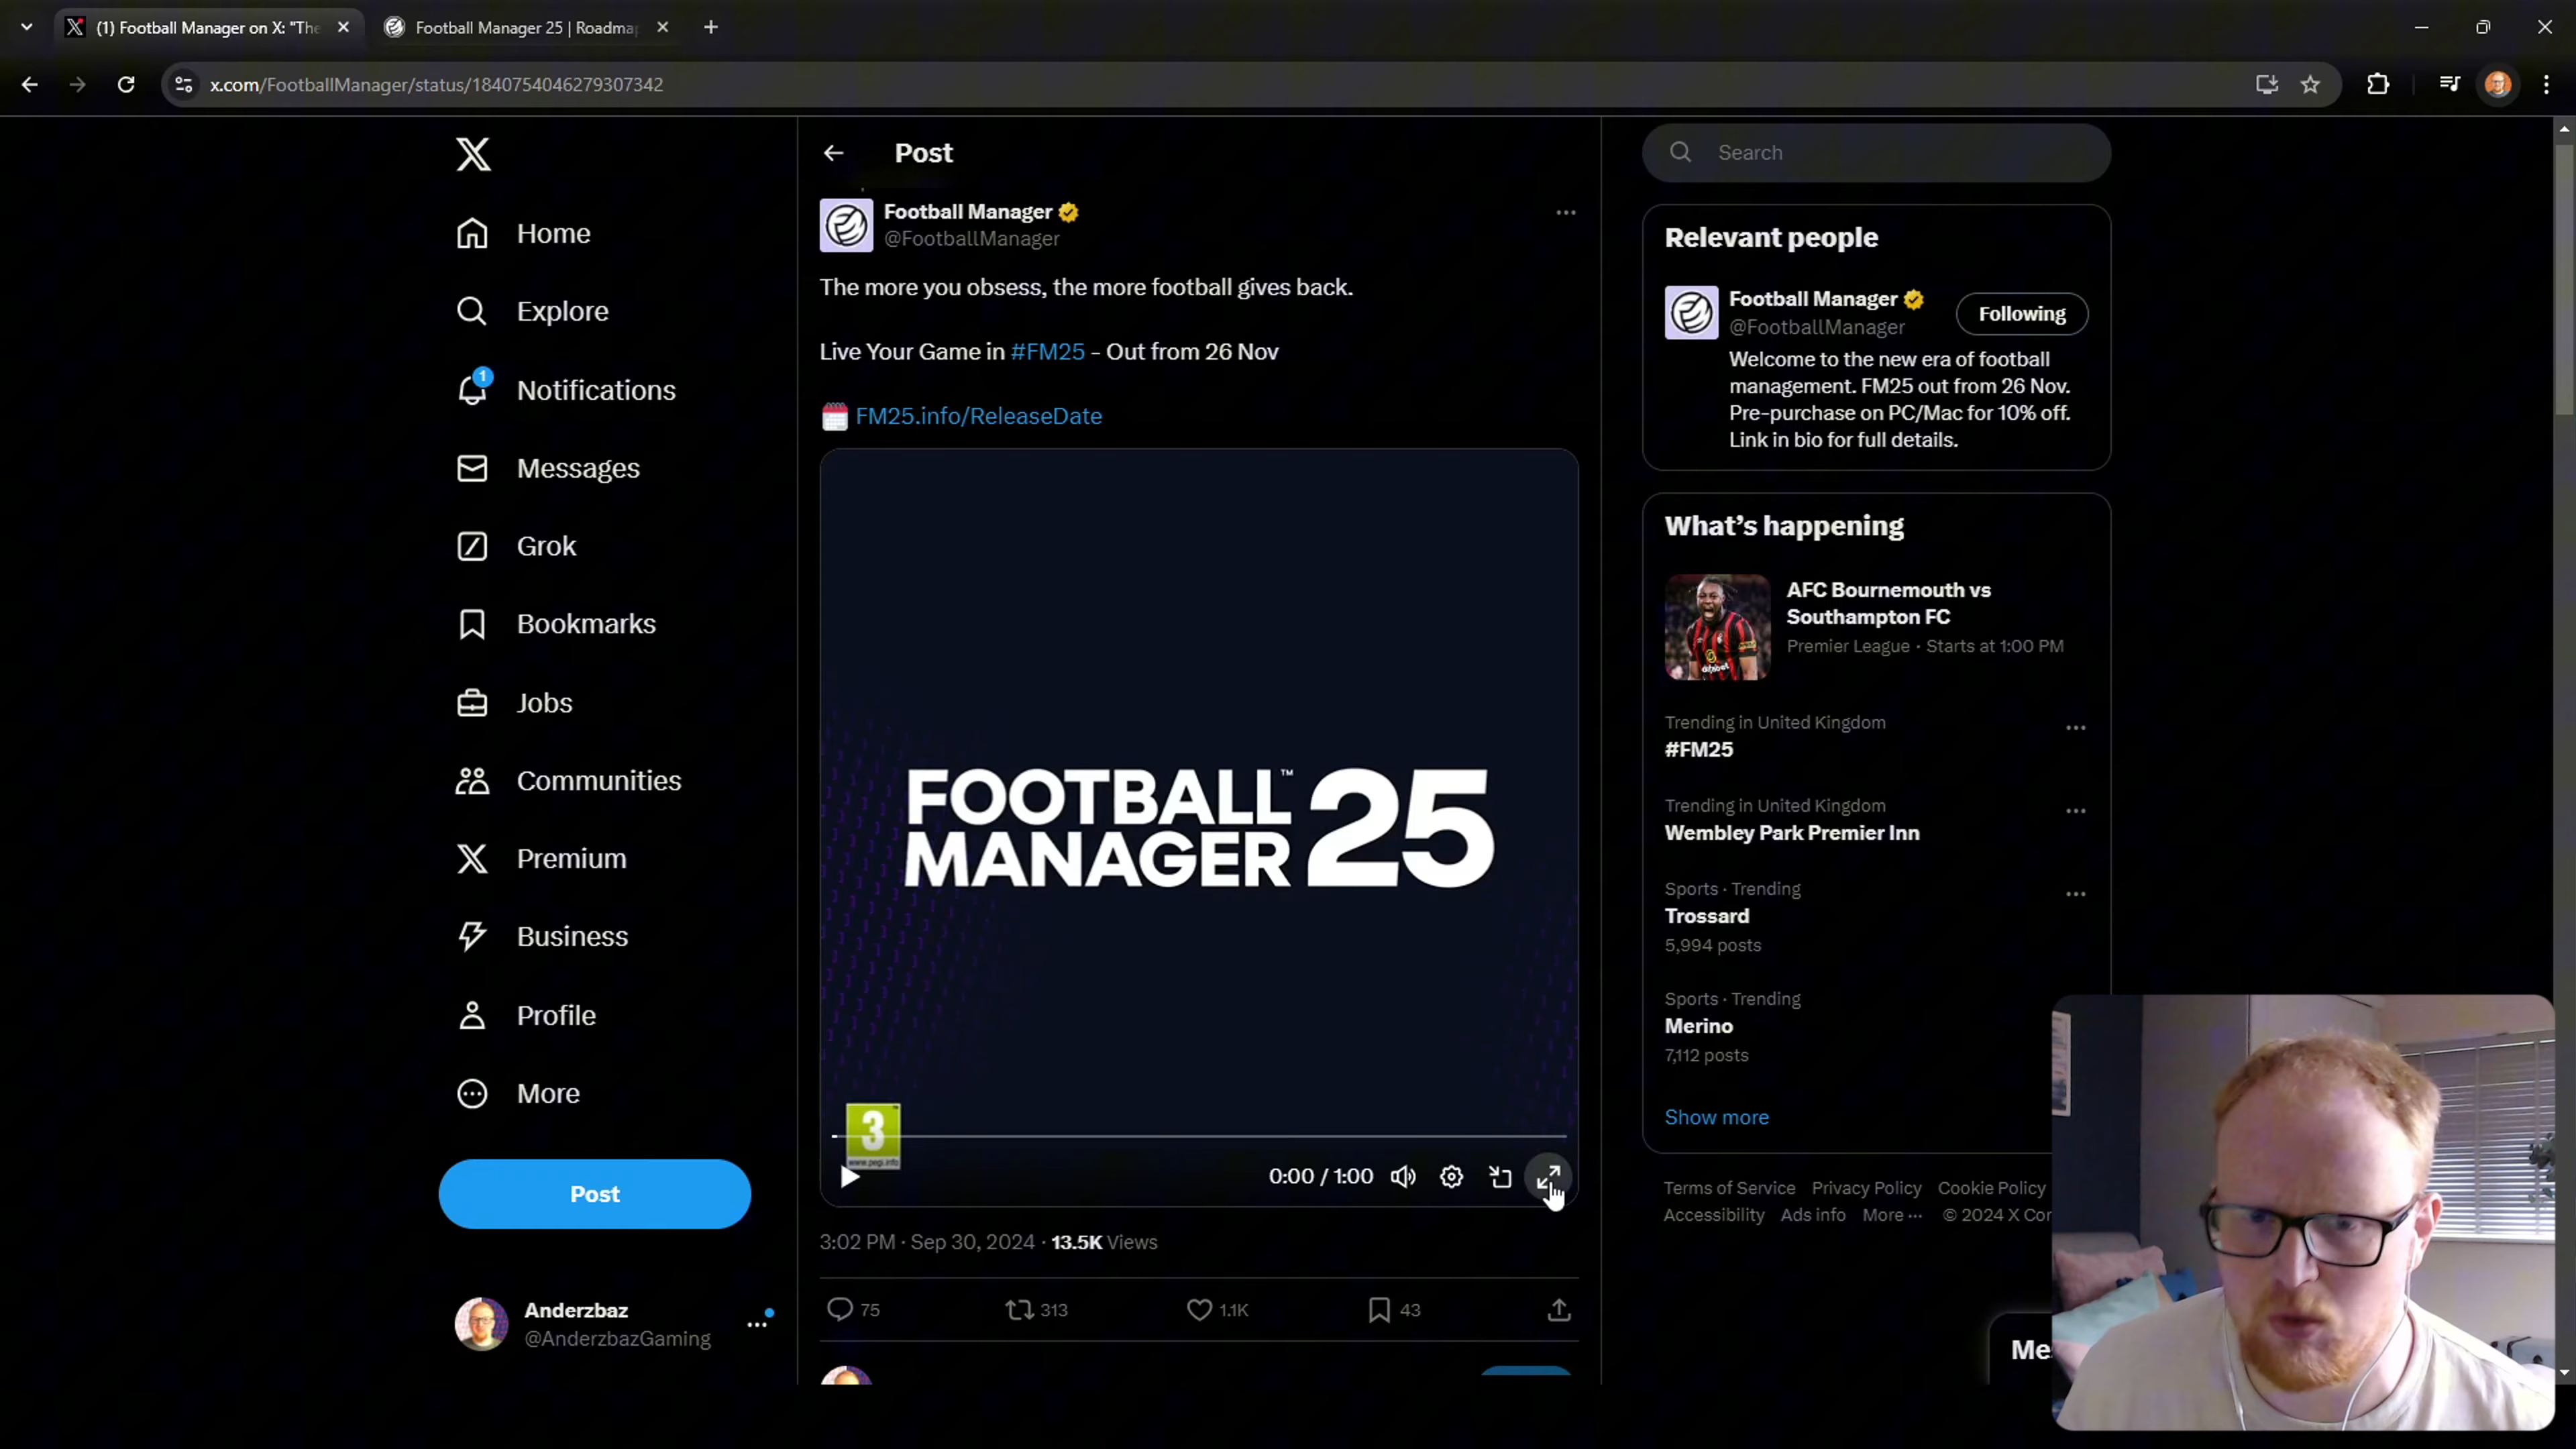 (1) Football Manager on X: "The
Football Manager 25 | Roadma
x.com/FootballManager/status/1840754046279307342
Home
Explore
1
Notifications
Messages
Grok
Bookmarks
Jobs
Communities
Premium
Business
Profile
More
Post
Anderzbaz
@AnderzbazGaming
Post
Football Manager
@FootballManager
The more you obsess, the more football gives back.
Live Your Game in #FM25 - Out from 26 Nov
FM25.info/ReleaseDate
FOOTBALL™ 25
MANAGER
3
www.pegi.info
0:00 / 1:00
3:02 PM · Sep 30, 2024 · 13.5K Views
75
313
1.1K
43
Search
Relevant people
Football Manager
@FootballManager
Following
Welcome to the new era of football
management. FM25 out from 26 Nov.
Pre-purchase on PC/Mac for 10% off.
Link in bio for full details.
What's happening
AFC Bournemouth vs
Southampton FC
Premier League · Starts at 1:00 PM
Trending in United Kingdom
#FM25
Trending in United Kingdom
Wembley Park Premier Inn
Sports · Trending
Trossard
5,994 posts
Sports · Trending
Merino
7,112 posts
Show more
Terms of Service Privacy Policy Cookie Policy
Accessibility Ads info More ··· © 2024 X Cor
Me